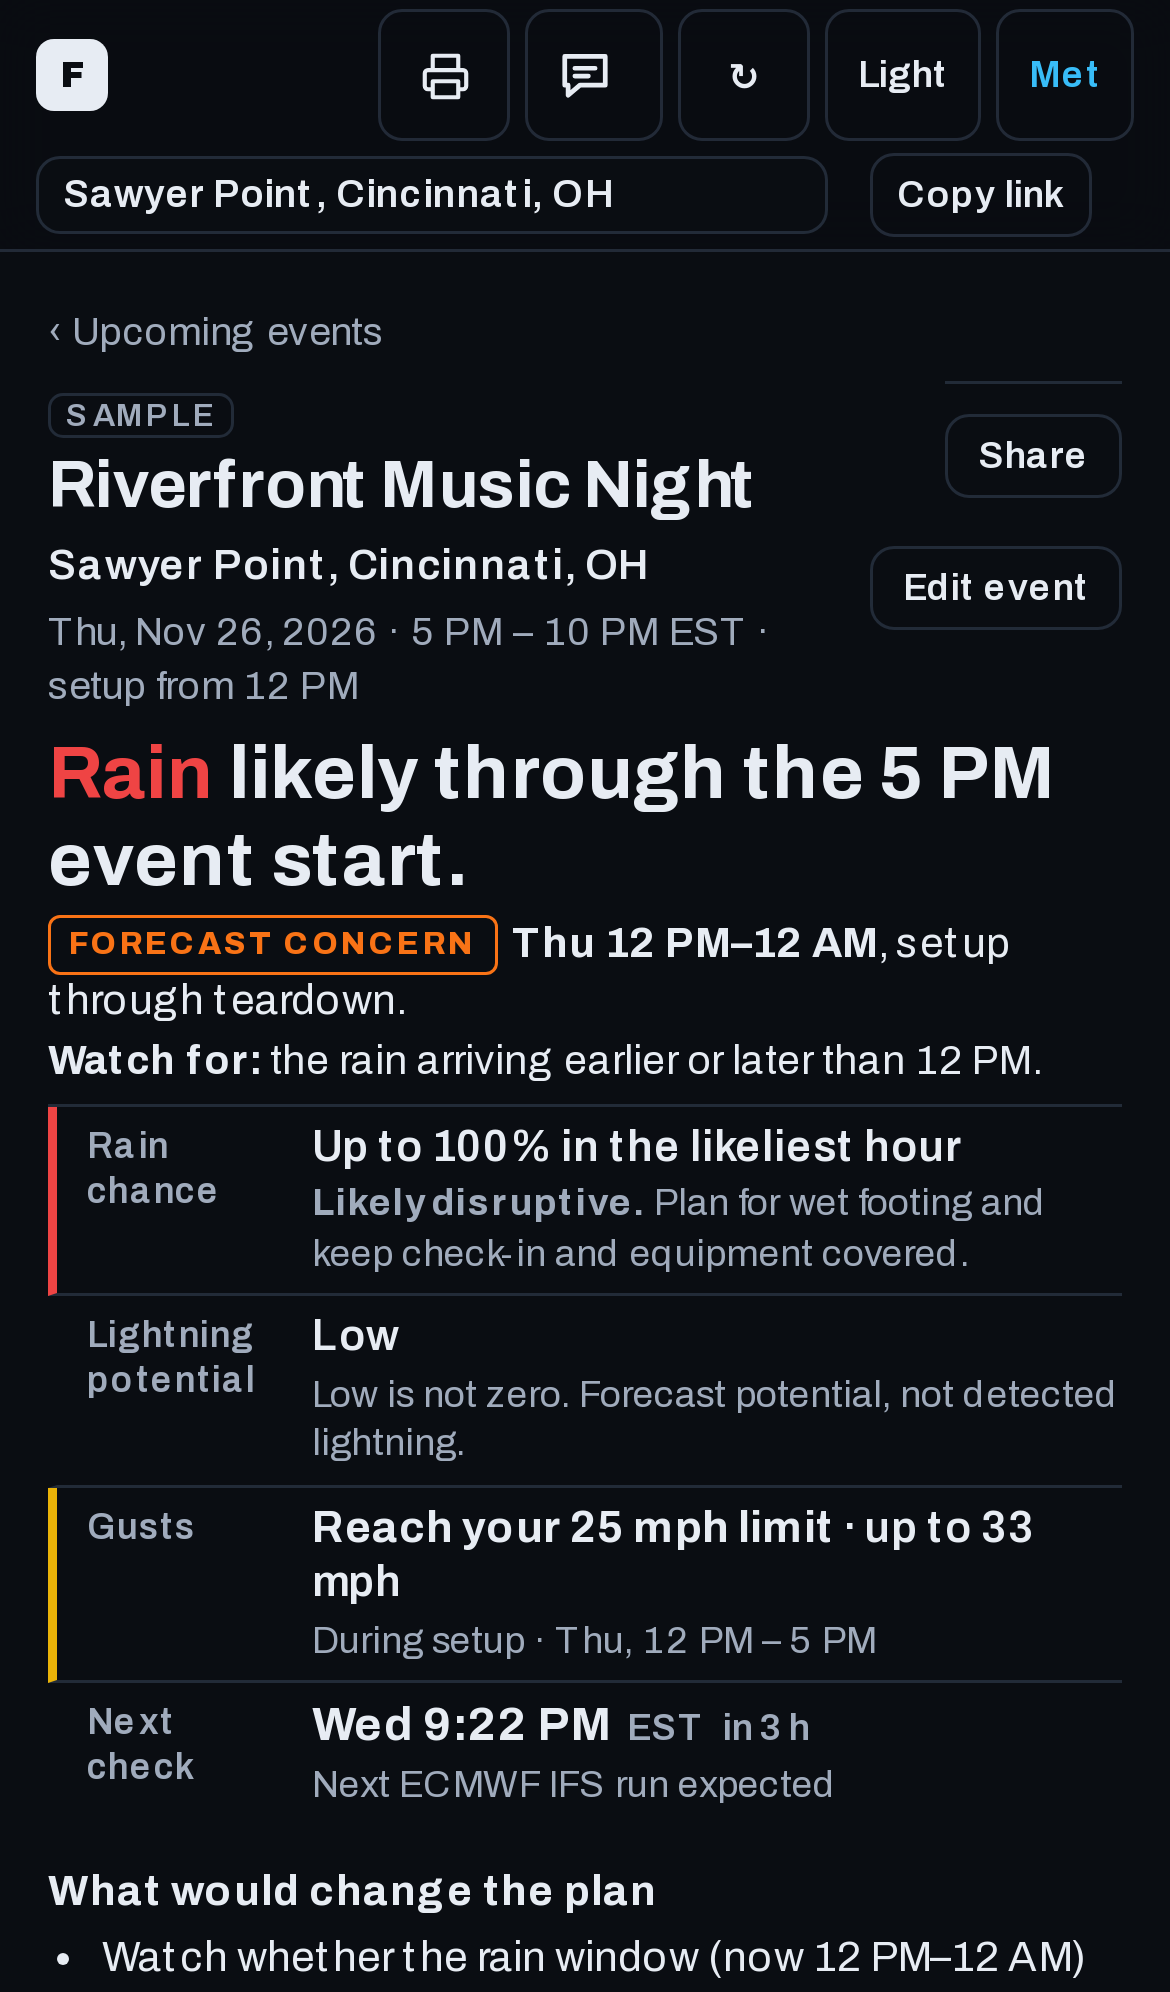 F
Light
Met
Sawyer Point, Cincinnati, OH
Copy link
‹ Upcoming events
SAMPLE
Riverfront Music Night
Share
Sawyer Point, Cincinnati, OH
Edit event
Thu, Nov 26, 2026 · 5 PM – 10 PM EST ·
setup from 12 PM
Rain likely through the 5 PM
event start.
FORECAST CONCERN Thu 12 PM–12 AM, setup
through teardown.
Watch for: the rain arriving earlier or later than 12 PM.
Rain
chance
Up to 100% in the likeliest hour
Likely disruptive. Plan for wet footing and
keep check-in and equipment covered.
Lightning
potential
Low
Low is not zero. Forecast potential, not detected
lightning.
Gusts
Reach your 25 mph limit · up to 33
mph
During setup · Thu, 12 PM – 5 PM
Next
check
Wed 9:22 PM EST in 3 h
Next ECMWF IFS run expected
What would change the plan
• Watch whether the rain window (now 12 PM–12 AM)